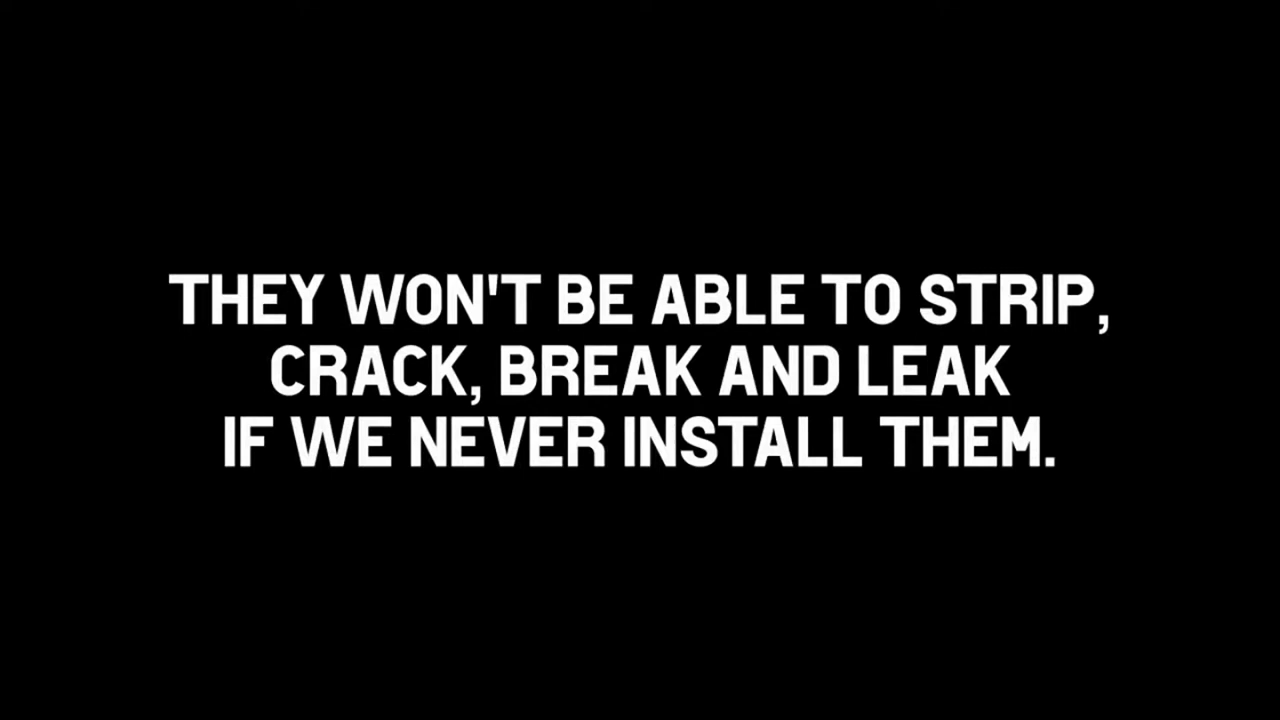 THEY WON'T BE ABLE TO STRIP,
CRACK, BREAK AND LEAK
IF WE NEVER INSTALL THEM.